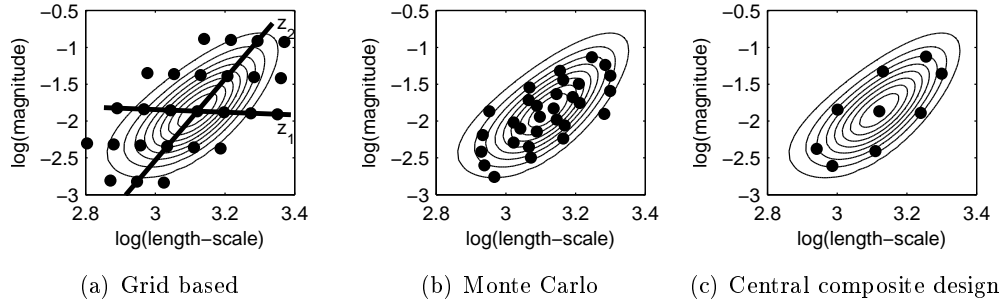 −0.5
−1
−1.5
−2
−2.5
−3
log(magnitude)
z2
z1
2.8 3 3.2 3.4
log(length−scale)
(a) Grid based
−0.5
−1
−1.5
−2
−2.5
−3
log(magnitude)
2.8 3 3.2 3.4
log(length−scale)
(b) Monte Carlo
−0.5
−1
−1.5
−2
−2.5
−3
log(magnitude)
2.8 3 3.2 3.4
log(length−scale)
(c) Central composite design